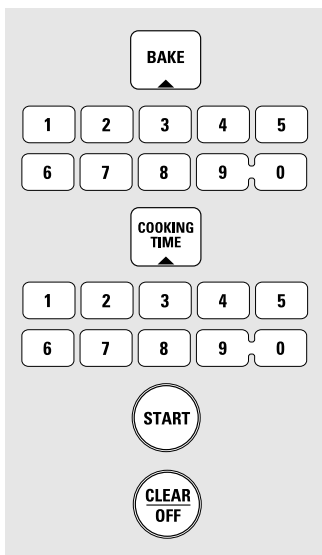 BAKE
1 2 3 4 5
6 7 8 9 0
COOKING
TIME
1 2 3 4 5
6 7 8 9 0
START
CLEAR
OFF